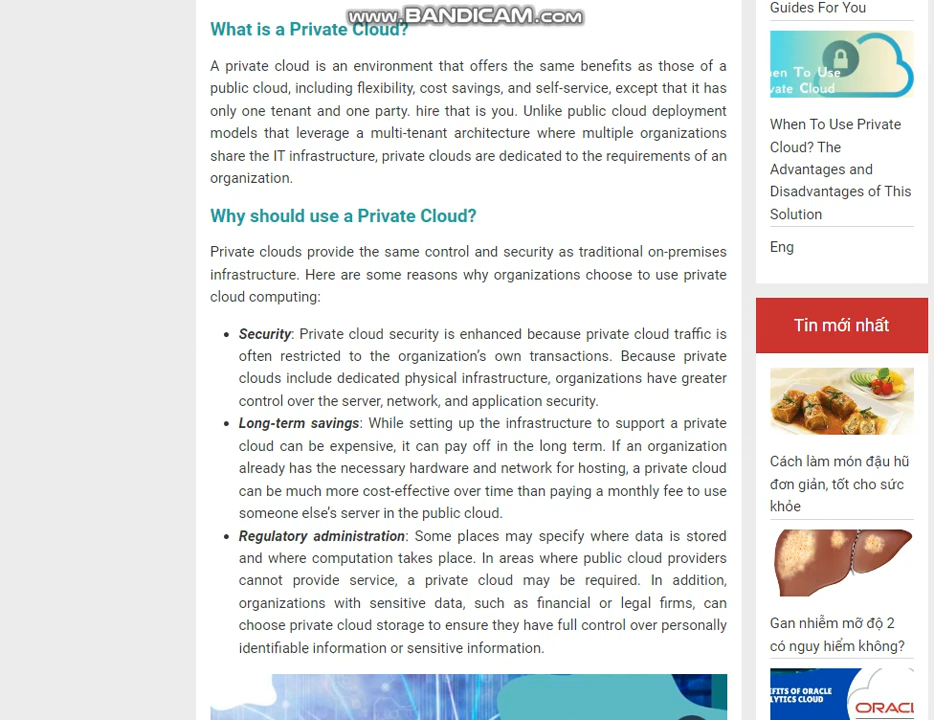 www.BANDICAM.com
What is a Private Cloud?
A private cloud is an environment that offers the same benefits as those of a
public cloud, including flexibility, cost savings, and self-service, except that it has
only one tenant and one party. hire that is you. Unlike public cloud deployment
models that leverage a multi-tenant architecture where multiple organizations
share the IT infrastructure, private clouds are dedicated to the requirements of an
organization.
Why should use a Private Cloud?
Private clouds provide the same control and security as traditional on-premises
infrastructure. Here are some reasons why organizations choose to use private
cloud computing:
• Security: Private cloud security is enhanced because private cloud traffic is
often restricted to the organization’s own transactions. Because private
clouds include dedicated physical infrastructure, organizations have greater
control over the server, network, and application security.
• Long-term savings: While setting up the infrastructure to support a private
cloud can be expensive, it can pay off in the long term. If an organization
already has the necessary hardware and network for hosting, a private cloud
can be much more cost-effective over time than paying a monthly fee to use
someone else’s server in the public cloud.
• Regulatory administration: Some places may specify where data is stored
and where computation takes place. In areas where public cloud providers
cannot provide service, a private cloud may be required. In addition,
organizations with sensitive data, such as financial or legal firms, can
choose private cloud storage to ensure they have full control over personally
identifiable information or sensitive information.
Guides For You
en To Use
vate Cloud
When To Use Private
Cloud? The
Advantages and
Disadvantages of This
Solution
Eng
Tin mới nhất
Cách làm món đậu hũ
đơn giản, tốt cho sức
khỏe
Gan nhiễm mỡ độ 2
có nguy hiểm không?
FITS OF ORACLE
LYTICS CLOUD
ORACL